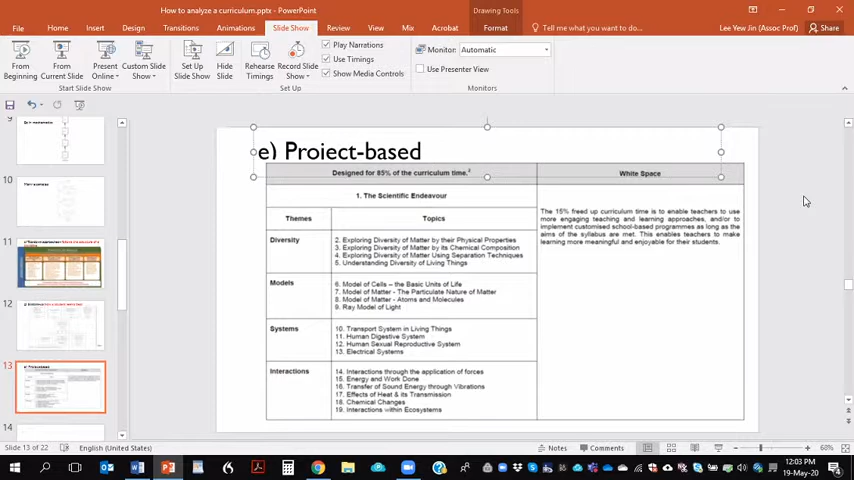 How to analyze a curriculum.pptx - PowerPoint
Drawing Tools
Lee Yew Jin (Assoc Prof)
File Home Insert Design Transitions Animations Slide Show Review View Mix Acrobat Format Tell me what you want to do... Share
From Beginning
From Current Slide
Present Online
Custom Slide Show
Set Up Slide Show
Hide Slide
Rehearse Timings
Record Slide Show
Play Narrations
Use Timings
Show Media Controls
Monitor: Automatic
Use Presenter View
Start Slide Show
Set Up
Monitors
9
10
11
12
13
14
e) Project-based
Designed for 85% of the curriculum time.2
White Space
1. The Scientific Endeavour
Themes
Topics
The 15% freed up curriculum time is to enable teachers to use
more engaging teaching and learning approaches, and/or to
implement customised school-based programmes as long as the
aims of the syllabus are met. This enables teachers to make
learning more meaningful and enjoyable for their students.
Diversity
2. Exploring Diversity of Matter by their Physical Properties
3. Exploring Diversity of Matter by its Chemical Composition
4. Exploring Diversity of Matter Using Separation Techniques
5. Understanding Diversity of Living Things
Models
6. Model of Cells – the Basic Units of Life
7. Model of Matter - The Particulate Nature of Matter
8. Model of Matter - Atoms and Molecules
9. Ray Model of Light
Systems
10. Transport System in Living Things
11. Human Digestive System
12. Human Sexual Reproductive System
13. Electrical Systems
Interactions
14. Interactions through the application of forces
15. Energy and Work Done
16. Transfer of Sound Energy through Vibrations
17. Effects of Heat & its Transmission
18. Chemical Changes
19. Interactions within Ecosystems
Slide 13 of 22
English (United States)
Notes
Comments
68%
12:03 PM
19-May-20